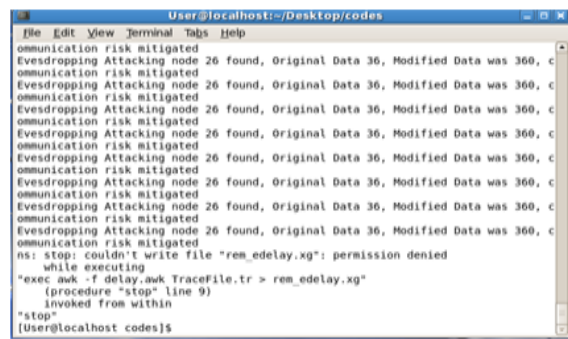 User@localhost:~/Desktop/codes
File Edit View Terminal Tabs Help
ommunication risk mitigated
Evesdropping Attacking node 26 found, Original Data 36, Modified Data was 360, c
ommunication risk mitigated
Evesdropping Attacking node 26 found, Original Data 36, Modified Data was 360, c
ommunication risk mitigated
Evesdropping Attacking node 26 found, Original Data 36, Modified Data was 360, c
ommunication risk mitigated
Evesdropping Attacking node 26 found, Original Data 36, Modified Data was 360, c
ommunication risk mitigated
Evesdropping Attacking node 26 found, Original Data 36, Modified Data was 360, c
ommunication risk mitigated
Evesdropping Attacking node 26 found, Original Data 36, Modified Data was 360, c
ommunication risk mitigated
Evesdropping Attacking node 26 found, Original Data 36, Modified Data was 360, c
ommunication risk mitigated
Evesdropping Attacking node 26 found, Original Data 36, Modified Data was 360, c
ommunication risk mitigated
ns: stop: couldn't write file "rem_edelay.xg": permission denied
while executing
"exec awk -f delay.awk TraceFile.tr > rem_edelay.xg"
(procedure "stop" line 9)
invoked from within
"stop"
[User@localhost codes]$